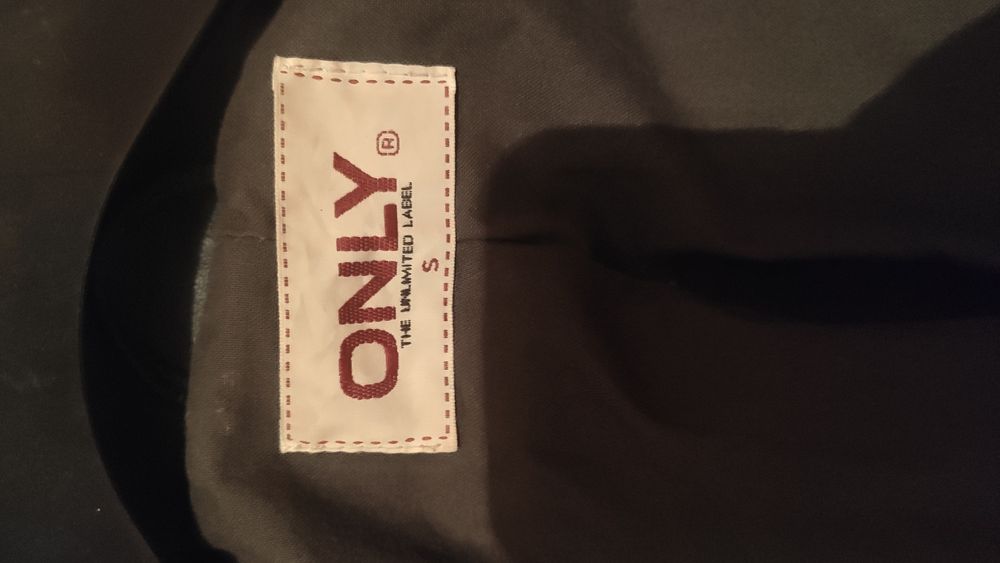 ONLY®
THE UNLIMITED LABEL
S